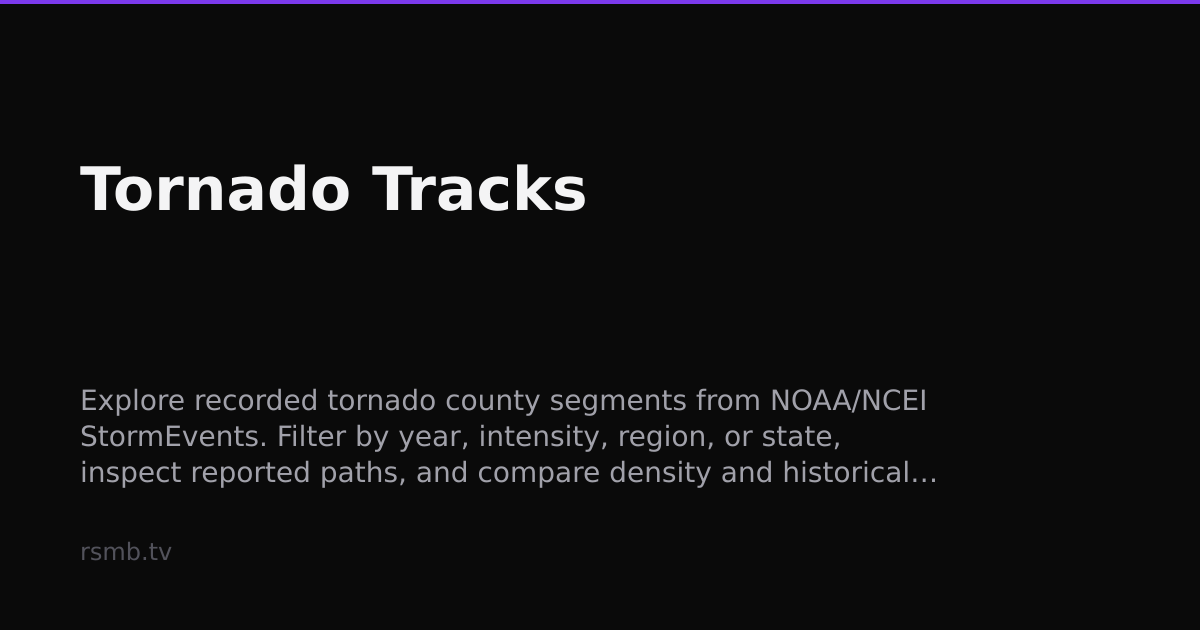 Tornado Tracks
Explore recorded tornado county segments from NOAA/NCEI
StormEvents. Filter by year, intensity, region, or state,
inspect reported paths, and compare density and historical…
rsmb.tv